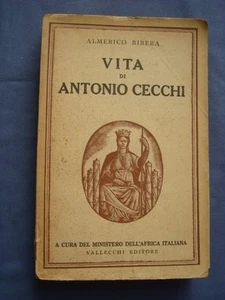 ALMERICO RIBERA
VITA
DI
ANTONIO CECCHI
A CURA DEL MINISTERO DELL'AFRICA ITALIANA
VALLECCHI EDITORE